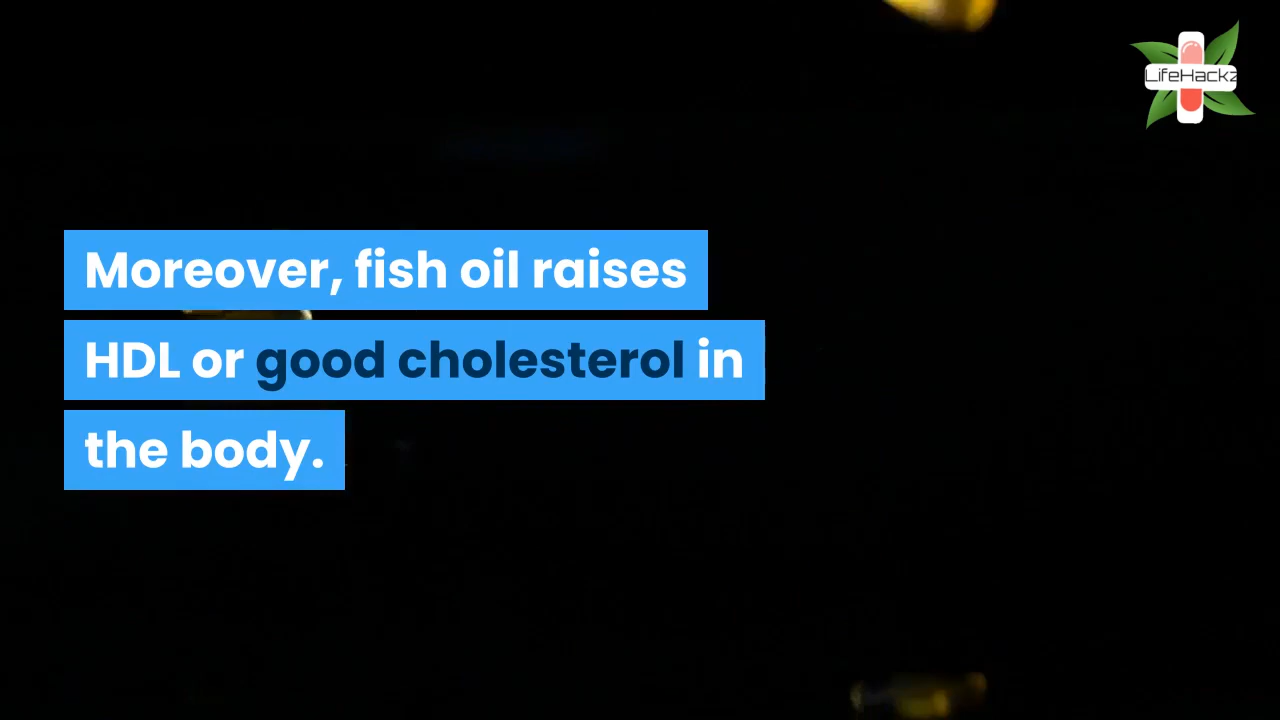 LifeHackz
Moreover, fish oil raises
HDL or good cholesterol in
the body.